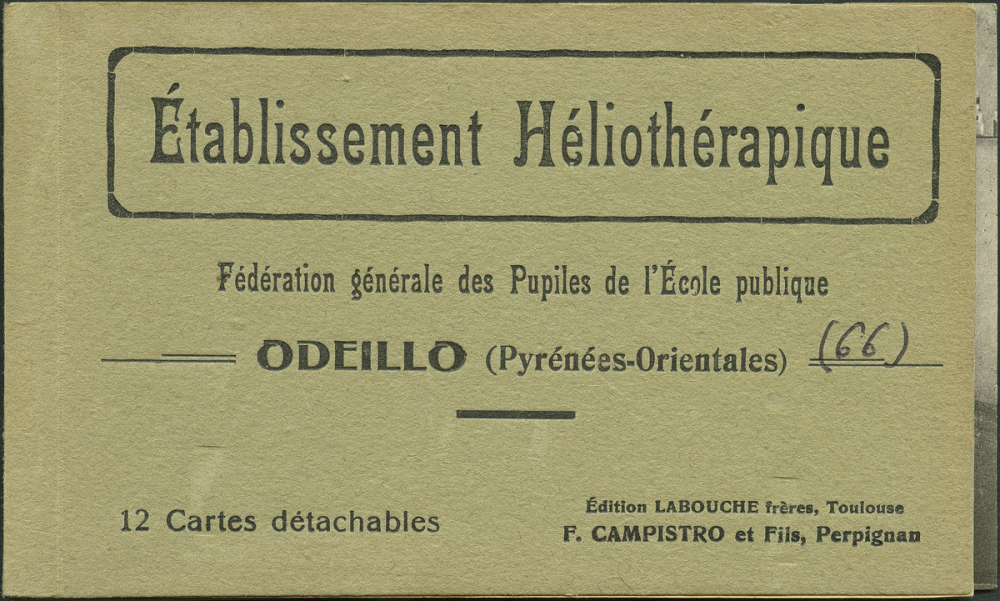 Établissement Héliothérapique
Fédération générale des Pupiles de l'École publique
ODEILLO (Pyrénées-Orientales) (66)
12 Cartes détachables
Édition LABOUCHE frères, Toulouse
F. CAMPISTRO et Fils, Perpignan